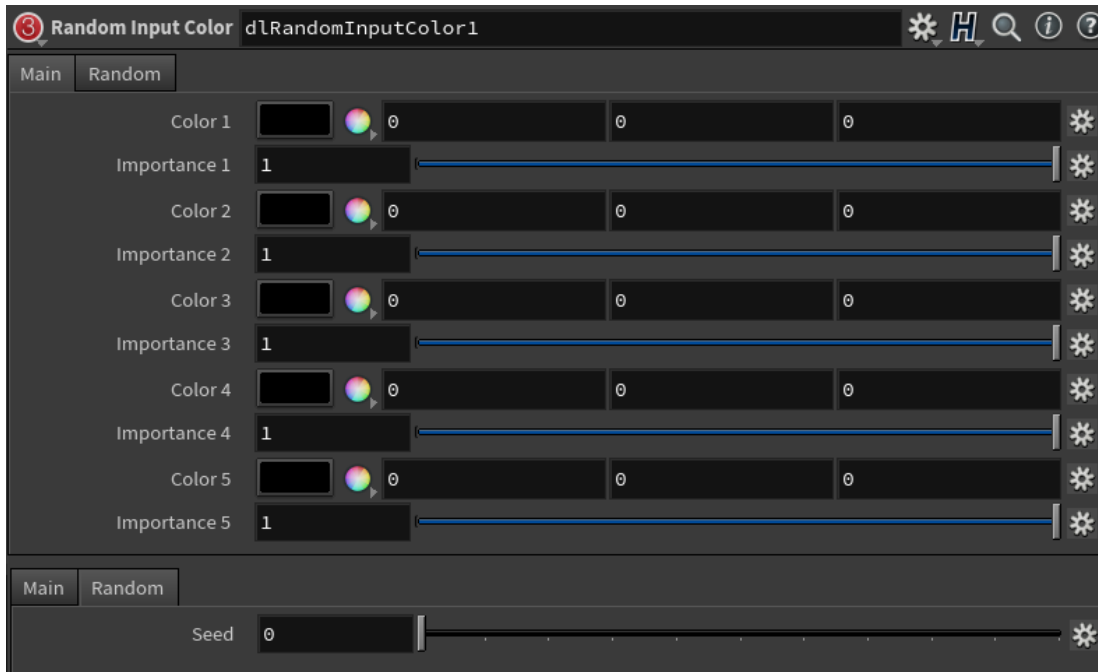 3 Random Input Color dlRandomInputColor1 H i ?
Main Random
Color 1 0 0 0
Importance 1 1
Color 2 0 0 0
Importance 2 1
Color 3 0 0 0
Importance 3 1
Color 4 0 0 0
Importance 4 1
Color 5 0 0 0
Importance 5 1
Main Random
Seed 0